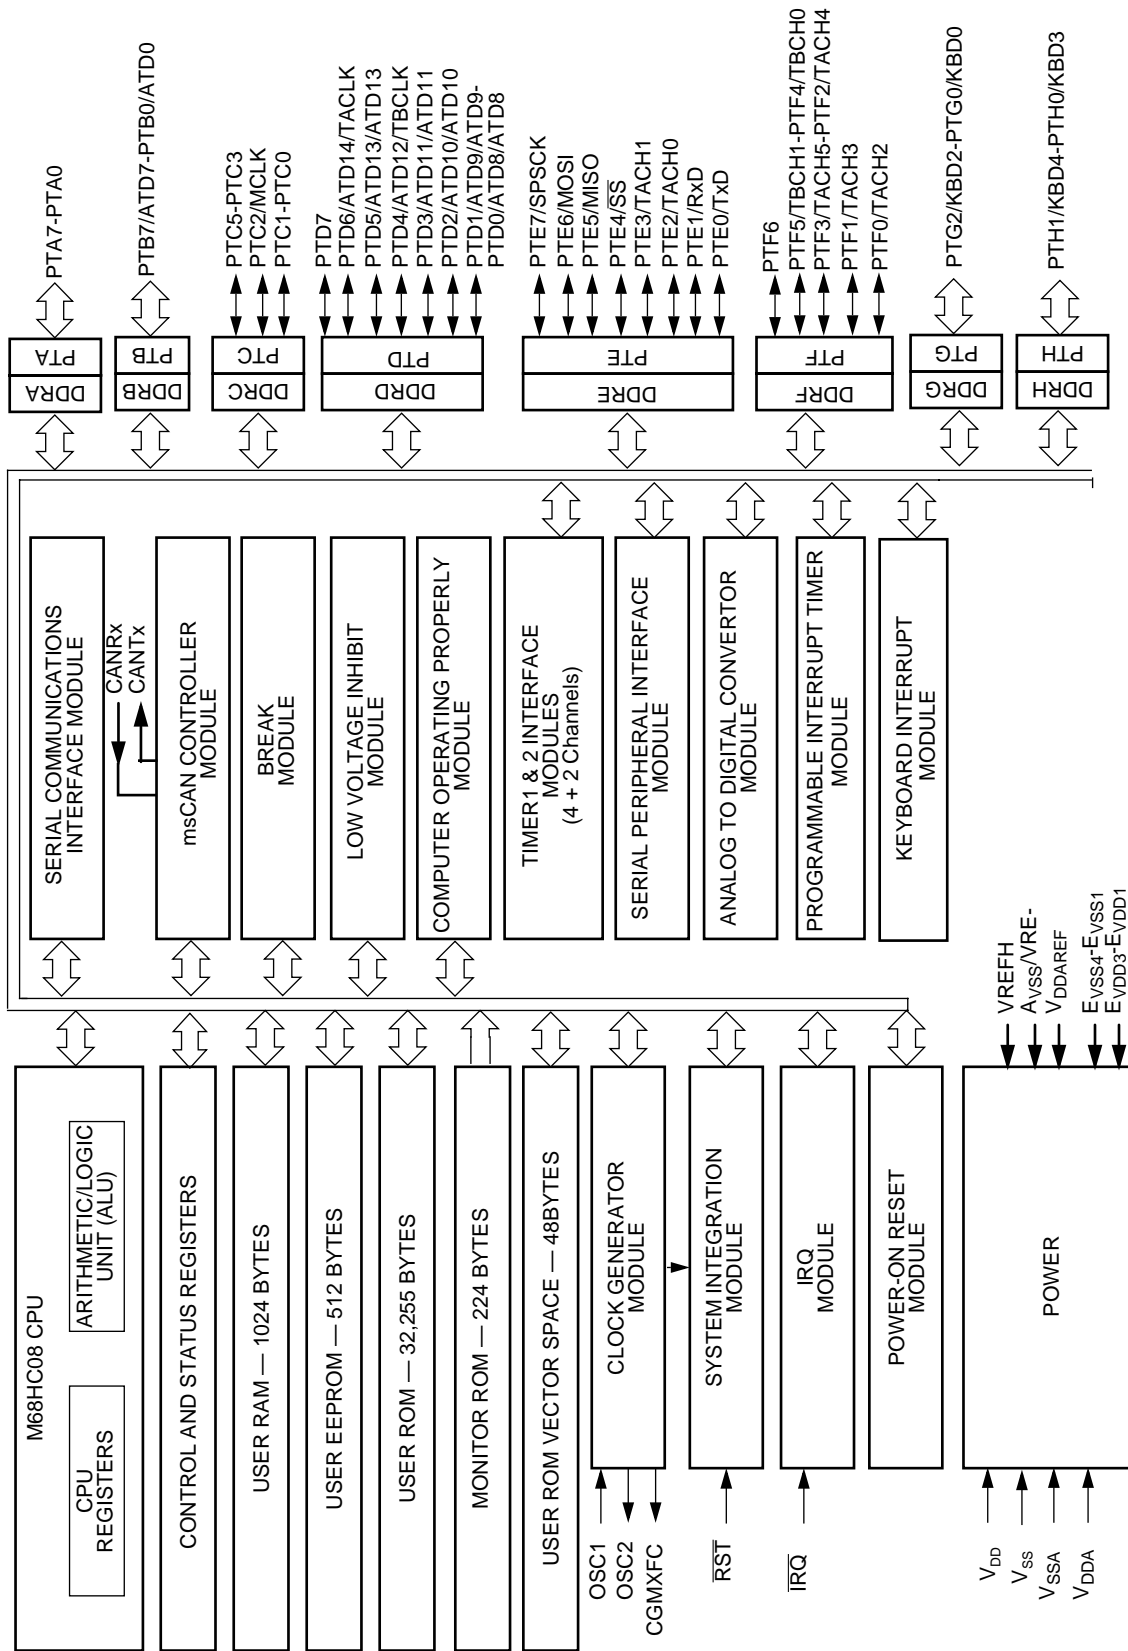 M68HC08 CPU
CPU
REGISTERS
ARITHMETIC/LOGIC
UNIT (ALU)
CONTROL AND STATUS REGISTERS
USER RAM — 1024 BYTES
USER EEPROM — 512 BYTES
USER ROM — 32,255 BYTES
MONITOR ROM — 224 BYTES
USER ROM VECTOR SPACE — 48BYTES
OSC1
OSC2
CGMXFC
CLOCK GENERATOR
MODULE
RST
SYSTEM INTEGRATION
MODULE
IRQ
IRQ
MODULE
POWER-ON RESET
MODULE
VDD
VSS
VSSA
VDDA
POWER
VREFH
AVSS/VRE-
VDDAREF
EVSS4-EVSS1
EVDD3-EVDD1
SERIAL COMMUNICATIONS
INTERFACE MODULE
CANRx
CANTx
msCAN CONTROLLER
MODULE
BREAK
MODULE
LOW VOLTAGE INHIBIT
MODULE
COMPUTER OPERATING PROPERLY
MODULE
TIMER1 & 2 INTERFACE
MODULES
(4 + 2 Channels)
SERIAL PERIPHERAL INTERFACE
MODULE
ANALOG TO DIGITAL CONVERTOR
MODULE
PROGRAMMABLE INTERRUPT TIMER
MODULE
KEYBOARD INTERRUPT
MODULE
DDRA
PTA
PTA7-PTA0
DDRB
PTB
PTB7/ATD7-PTB0/ATD0
DDRC
PTC
PTC5-PTC3
PTC2/MCLK
PTC1-PTC0
DDRD
PTD
PTD7
PTD6/ATD14/TACLK
PTD5/ATD13/ATD13
PTD4/ATD12/TBCLK
PTD3/ATD11/ATD11
PTD2/ATD10/ATD10
PTD1/ATD9/ATD9-
PTD0/ATD8/ATD8
DDRE
PTE
PTE7/SPSCK
PTE6/MOSI
PTE5/MISO
PTE4/SS
PTE3/TACH1
PTE2/TACH0
PTE1/RxD
PTE0/TxD
DDRF
PTF
PTF6
PTF5/TBCH1-PTF4/TBCH0
PTF3/TACH5-PTF2/TACH4
PTF1/TACH3
PTF0/TACH2
DDRG
PTG
PTG2/KBD2-PTG0/KBD0
DDRH
PTH
PTH1/KBD4-PTH0/KBD3